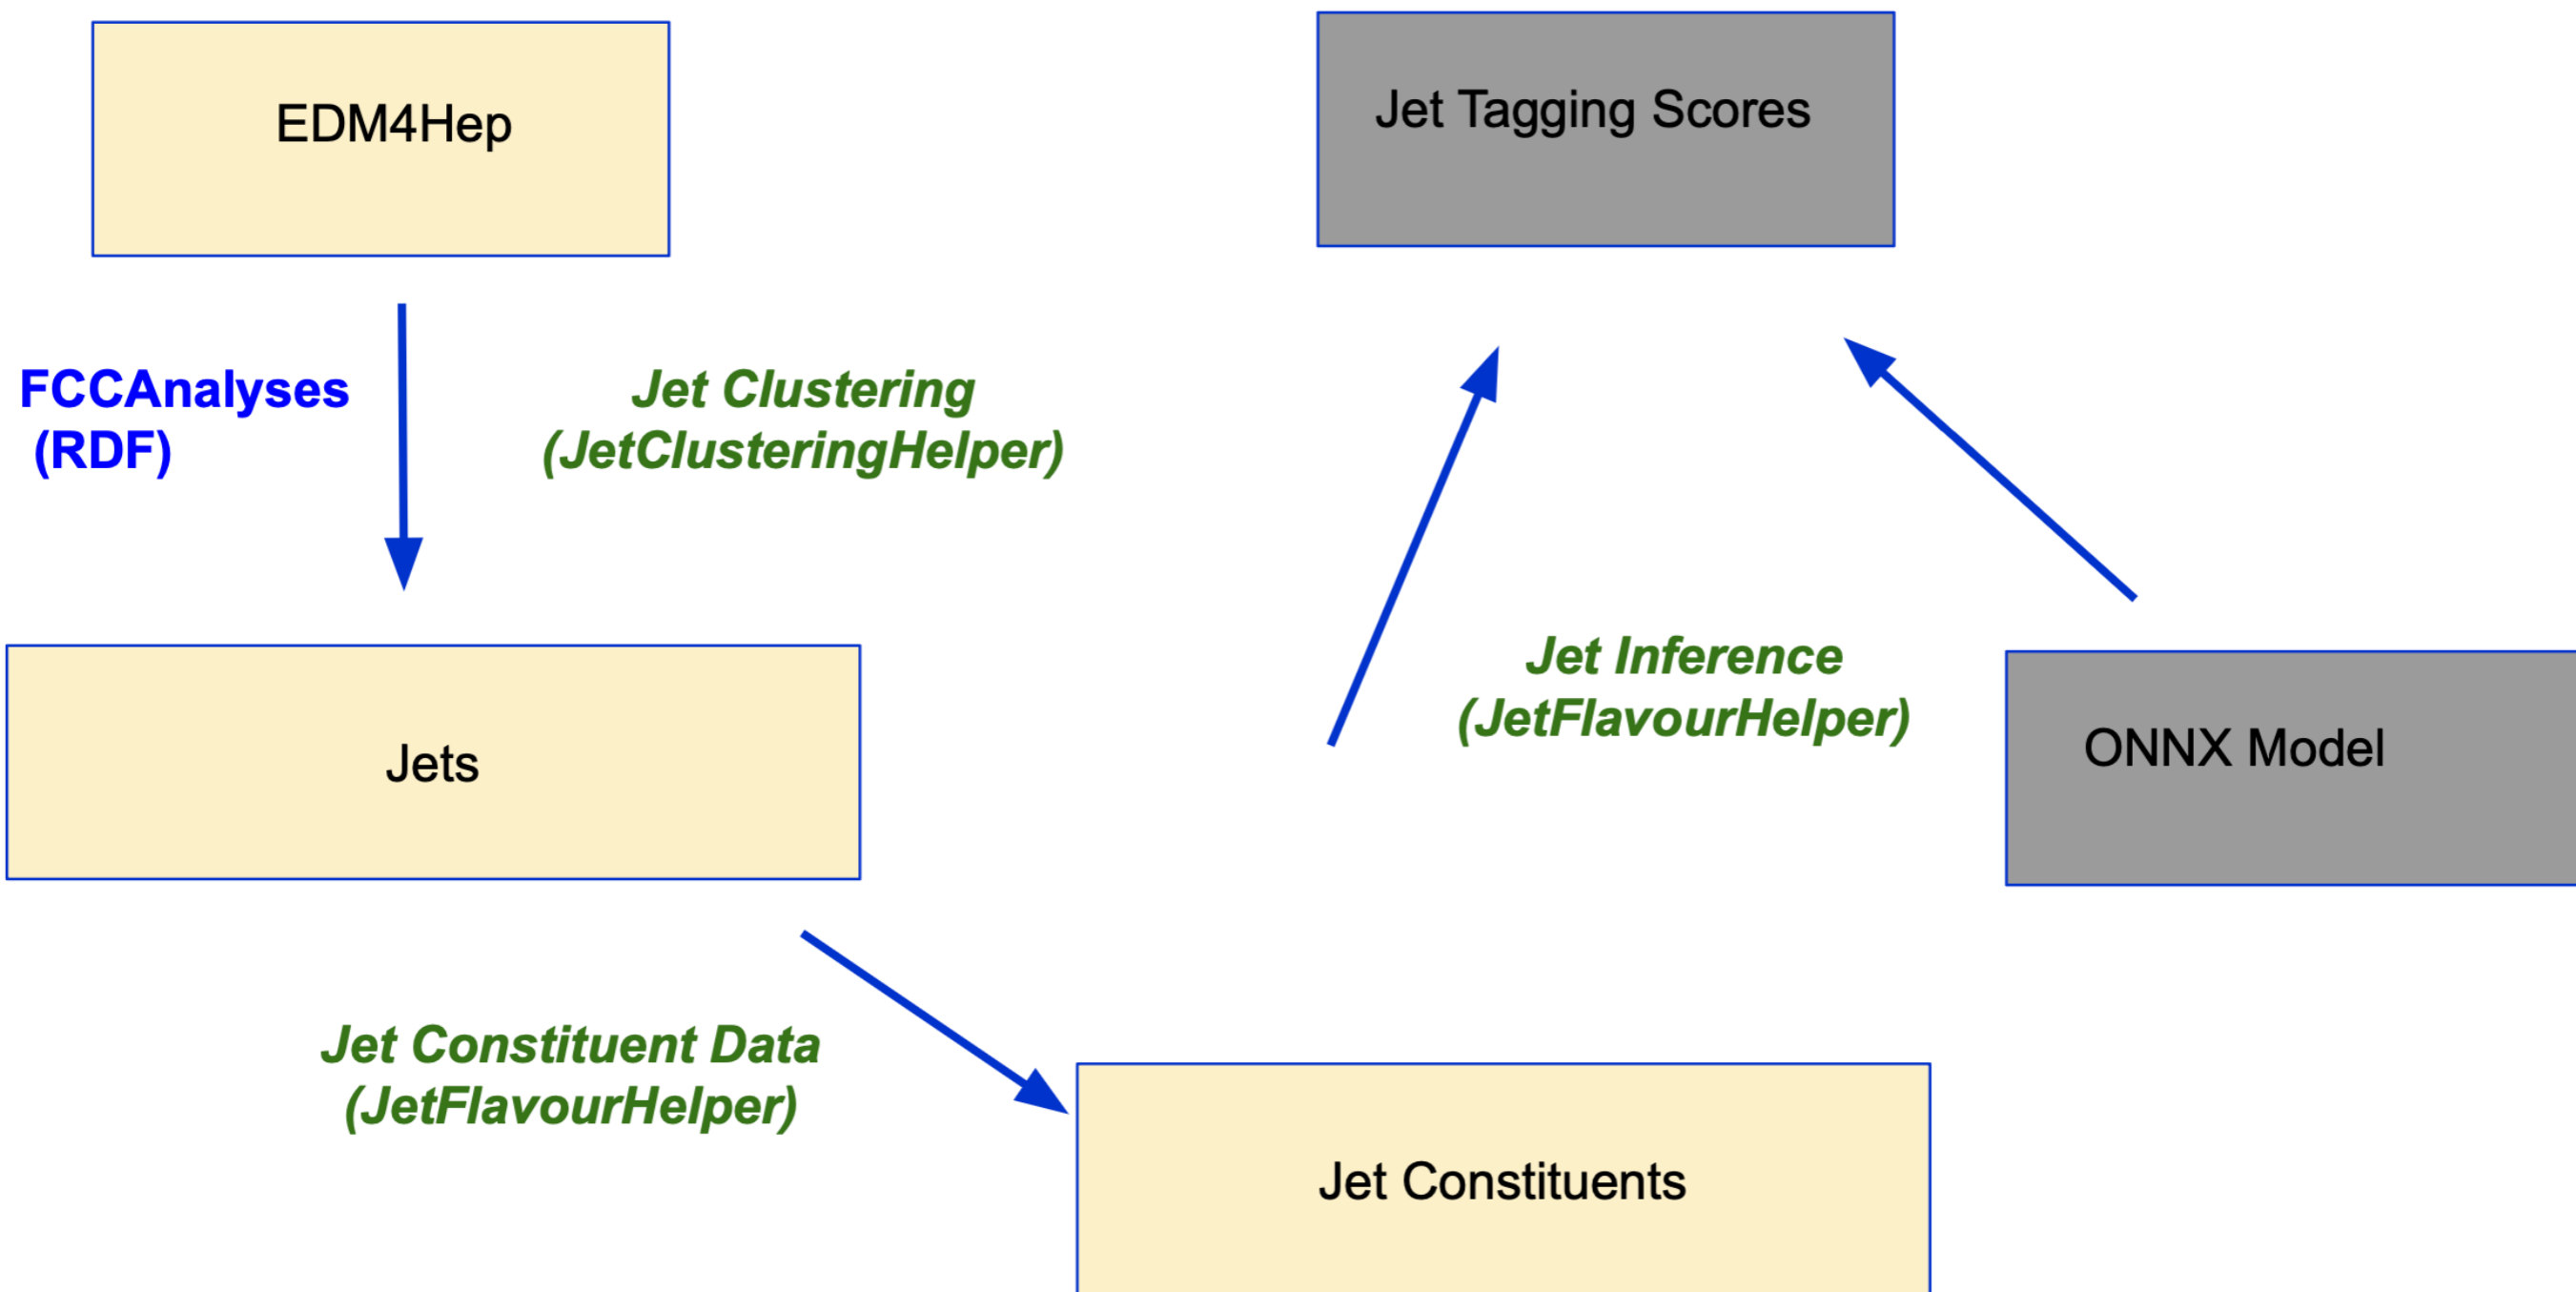 EDM4Hep
Jet Tagging Scores
FCCAnalyses
(RDF)
Jet Clustering
(JetClusteringHelper)
Jet Inference
(JetFlavourHelper)
Jets
ONNX Model
Jet Constituent Data
(JetFlavourHelper)
Jet Constituents